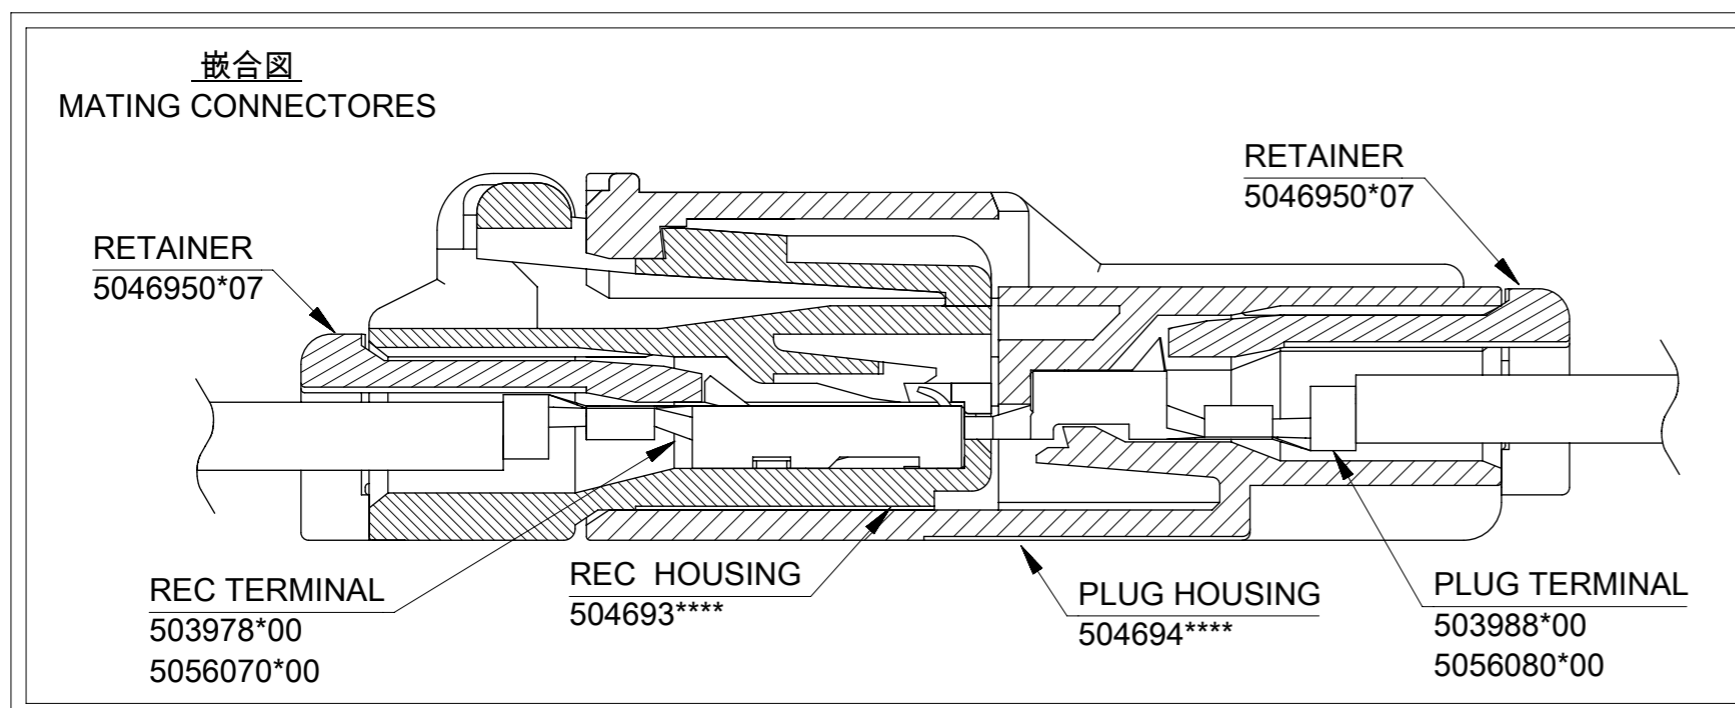 嵌合図
MATING CONNECTORES
RETAINER
5046950*07
RETAINER
5046950*07
REC TERMINAL
503978*00
5056070*00
REC HOUSING
504693****
PLUG HOUSING
504694****
PLUG TERMINAL
503988*00
5056080*00